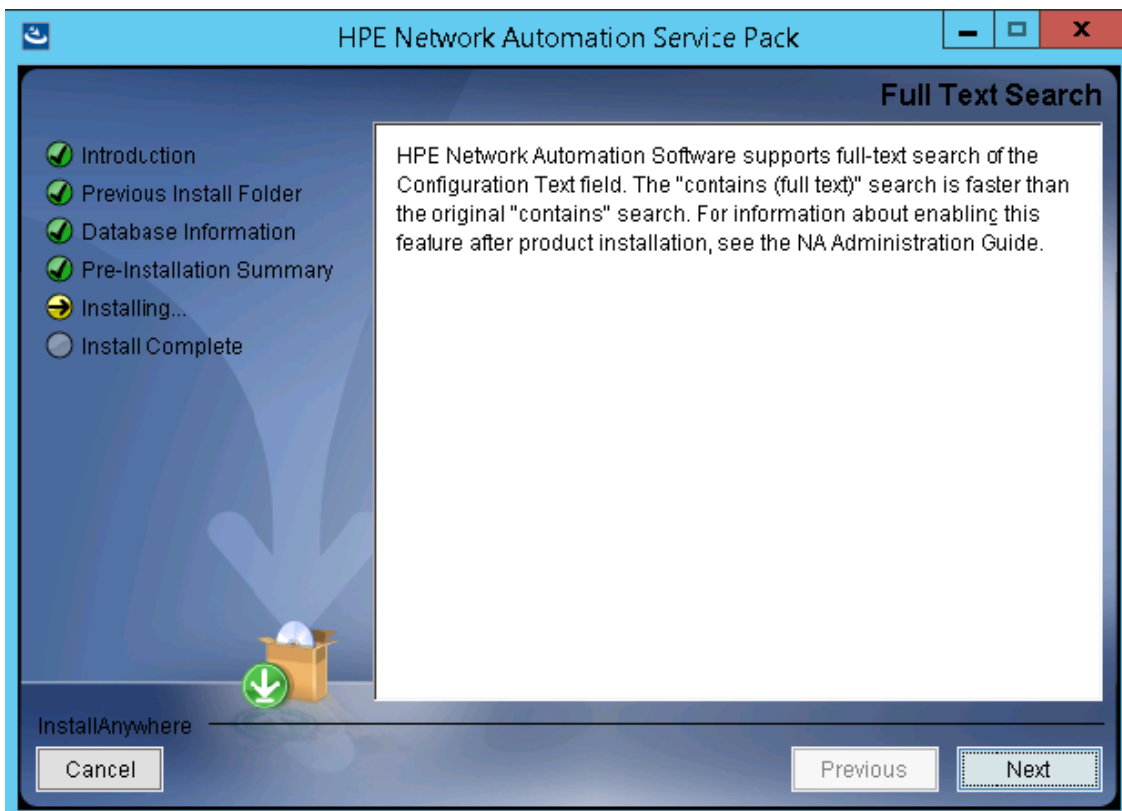 HPE Network Automation Service Pack
Full Text Search
Introduction
Previous Install Folder
Database Information
Pre-Installation Summary
Installing...
Install Complete
HPE Network Automation Software supports full-text search of the
Configuration Text field. The "contains (full text)" search is faster than
the original "contains" search. For information about enabling this
feature after product installation, see the NA Administration Guide.
InstallAnywhere
Cancel
Previous
Next